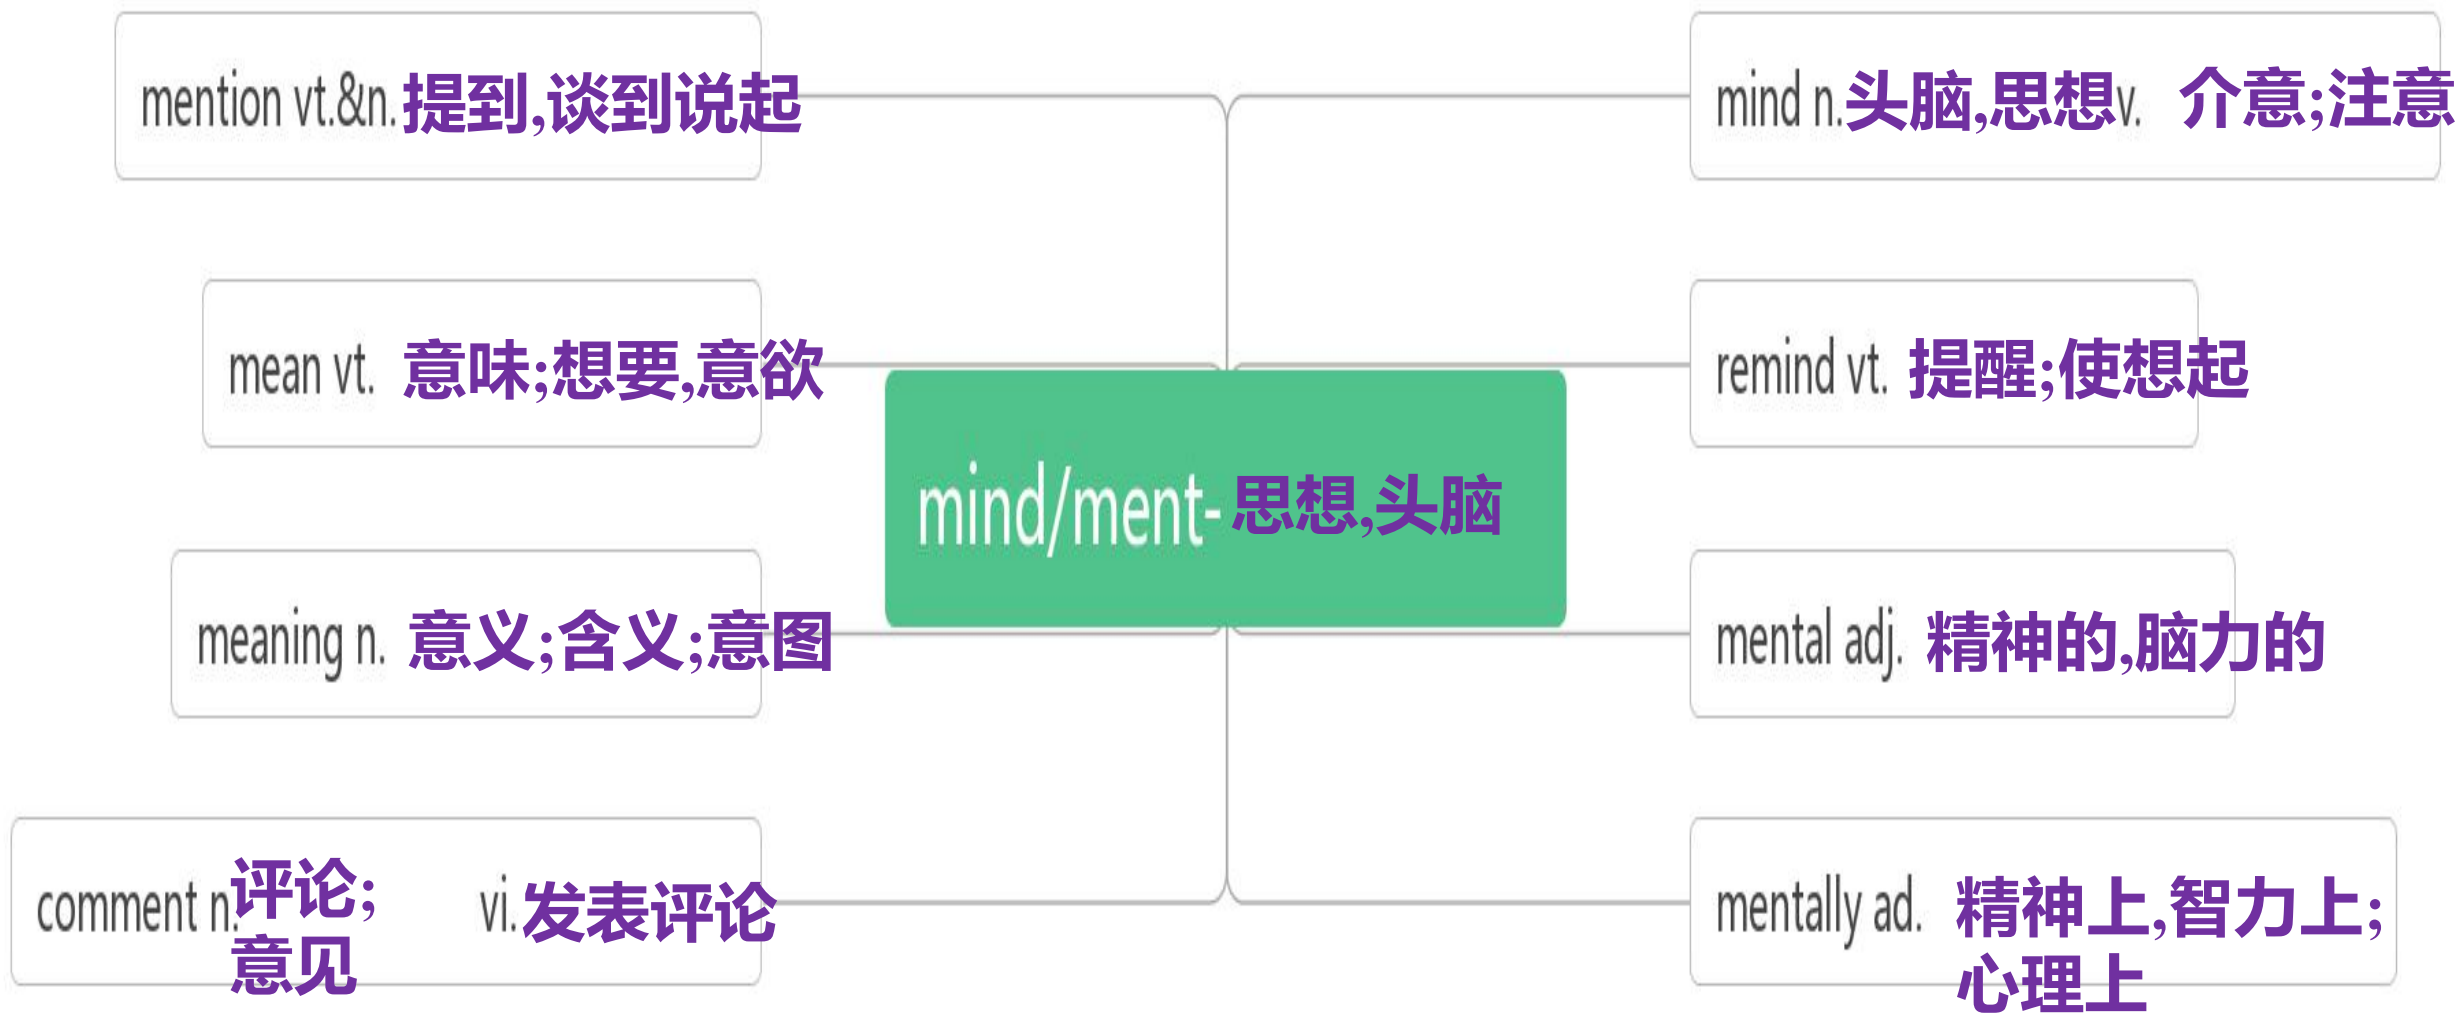 mention vt.&n.提到,谈到说起
mean vt. 意味;想要,意欲
meaning n. 意义;含义;意图
comment n.评论; vi.发表评论
意见
mind/ment-思想,头脑
mind n.头脑,思想v. 介意;注意
remind vt. 提醒;使想起
mental adj. 精神的,脑力的
mentally ad. 精神上,智力上;
心理上